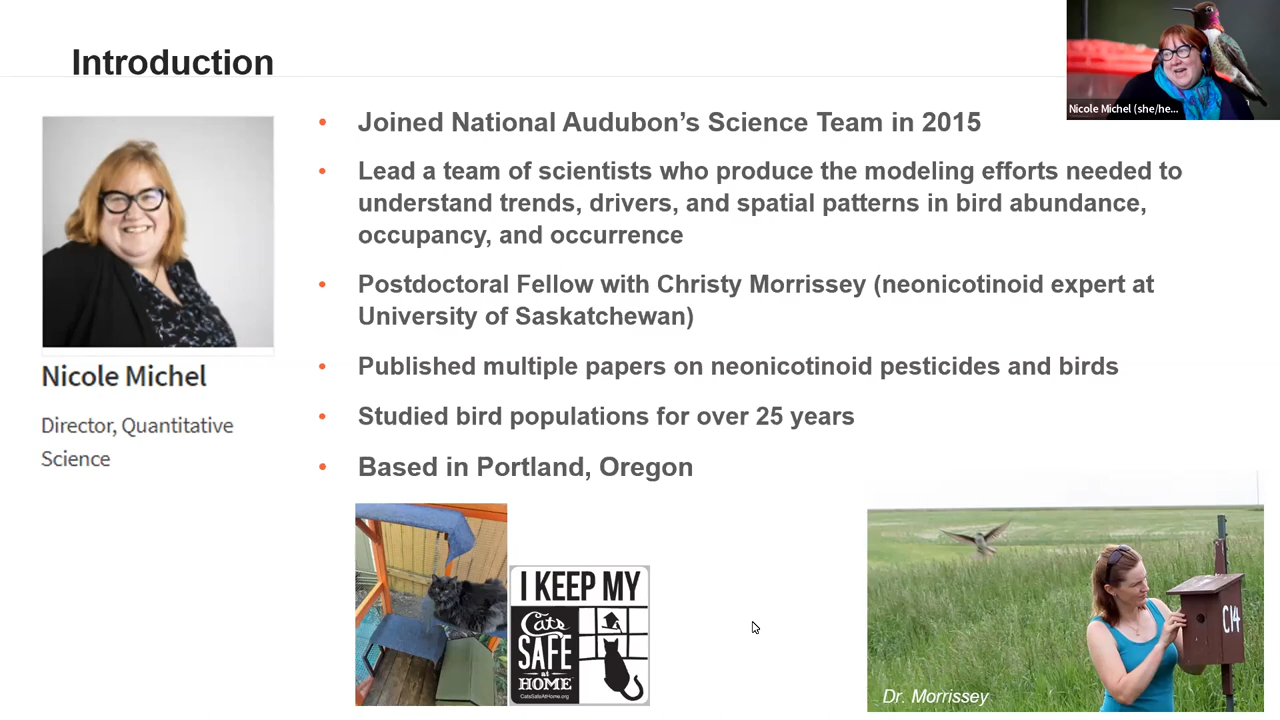 Introduction
Nicole Michel (she/he...
Joined National Audubon's Science Team in 2015
Lead a team of scientists who produce the modeling efforts needed to
understand trends, drivers, and spatial patterns in bird abundance,
occupancy, and occurrence
Postdoctoral Fellow with Christy Morrissey (neonicotinoid expert at
University of Saskatchewan)
Published multiple papers on neonicotinoid pesticides and birds
Studied bird populations for over 25 years
Based in Portland, Oregon
Nicole Michel
Director, Quantitative
Science
I KEEP MY
Cats
SAFE
at
HOME
CatsSafeAtHome.org
C14
Dr. Morrissey